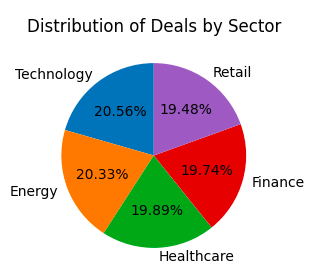 Distribution of Deals by Sector
Technology
Retail
20.56%
19.48%
Energy
20.33%
19.74%
Finance
19.89%
Healthcare